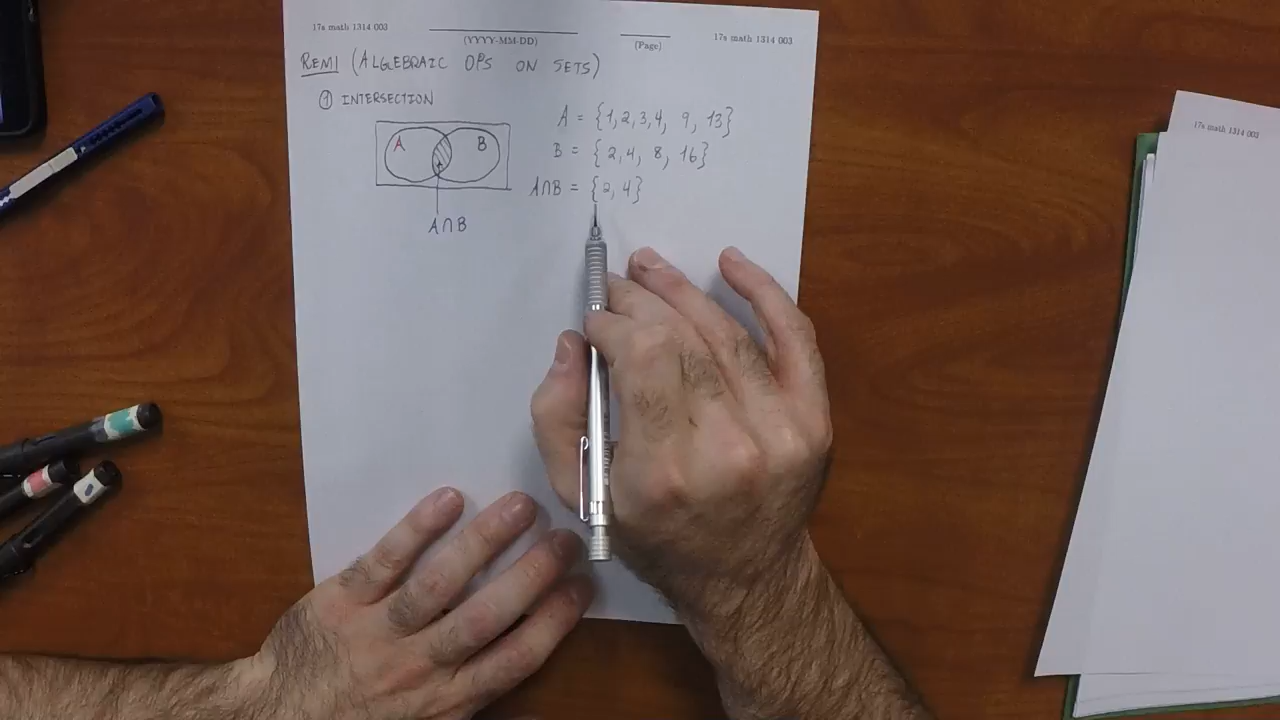 17s math 1314 003
(YYYY-MM-DD)
(Page)
17s math 1314 003
REM| (ALGEBRAIC OPS ON SETS)
① INTERSECTION
A B
A∩B
A = {1, 2, 3, 4, 9, 13}
B = {2, 4, 8, 16}
A∩B = {2, 4}
17s math 1314 003